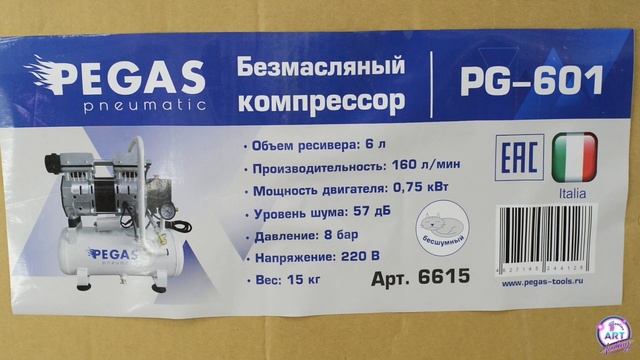 PEGAS
pneumatic
Безмасляный
компрессор
PG-601
• Объем ресивера: 6 л
• Производительность: 160 л/мин
• Мощность двигателя: 0,75 кВт
• Уровень шума: 57 дБ
• Давление: 8 бар
• Напряжение: 220 В
• Вес: 15 кг
бесшумный
Арт. 6615
EAC
Italia
www.pegas-tools.ru
PEGAS
pneumatic
ART